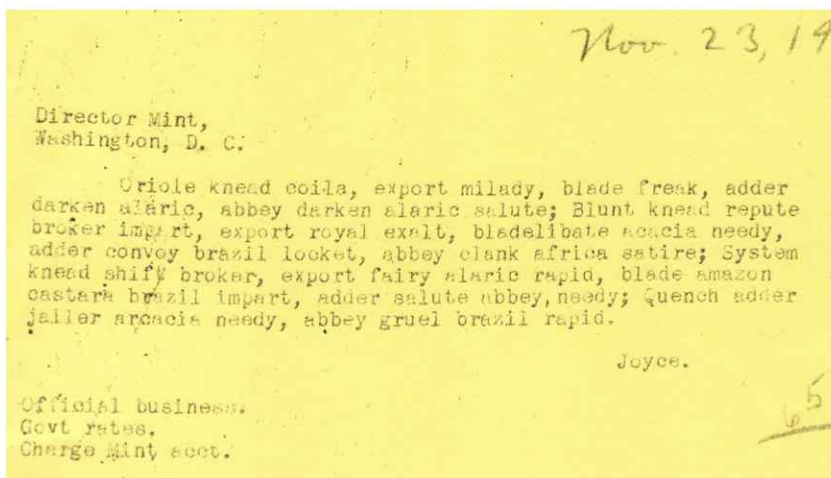 Nov. 23, 19
Director Mint,
Washington, D. C.
Oriole knead coila, export milady, blade freak, adder
darken alaric, abbey darken alaric salute; Blunt knead repute
broker impart, export royal exalt, bladelibate acacia needy,
adder convoy brazil locket, abbey clank africa satire; System
knead shift broker, export fairy alaric rapid, blade amazon
castara brazil impart, adder salute abbey, needy; Quench adder
jailer arcacia needy, abbey gruel brazil rapid.
Joyce.
65
Official business.
Govt rates.
Charge Mint acct.